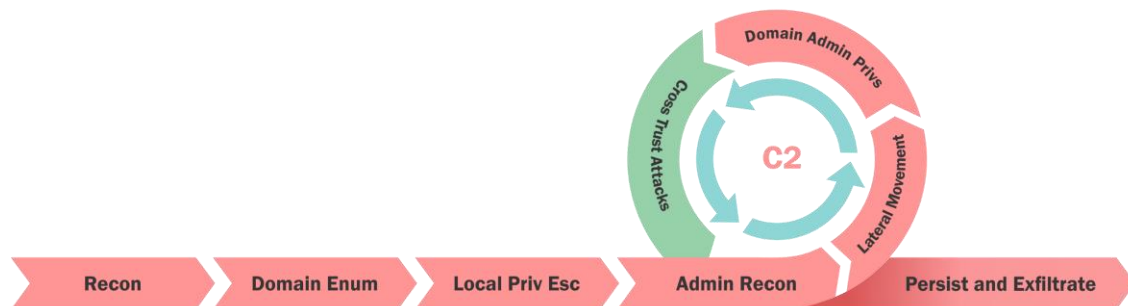 Domain Admin Privs
Cross Trust Attacks
C2
Lateral Movement
Recon
Domain Enum
Local Priv Esc
Admin Recon
Persist and Exfiltrate